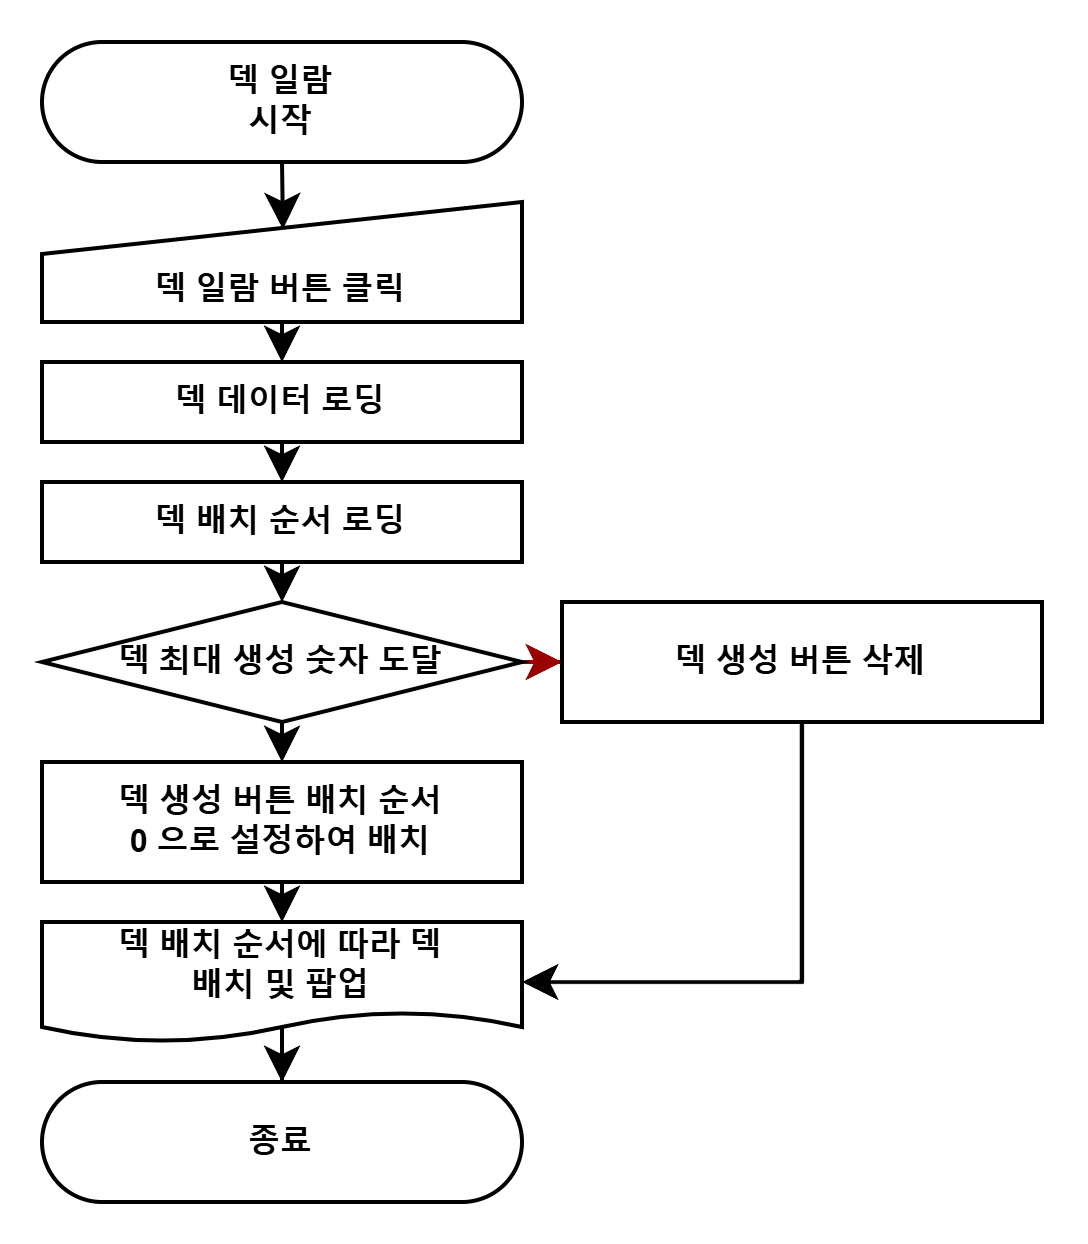 덱 일람
시작
덱 일람 버튼 클릭
덱 데이터 로딩
덱 배치 순서 로딩
덱 최대 생성 숫자 도달
덱 생성 버튼 삭제
덱 생성 버튼 배치 순서
0 으로 설정하여 배치
덱 배치 순서에 따라 덱
배치 및 팝업
종료